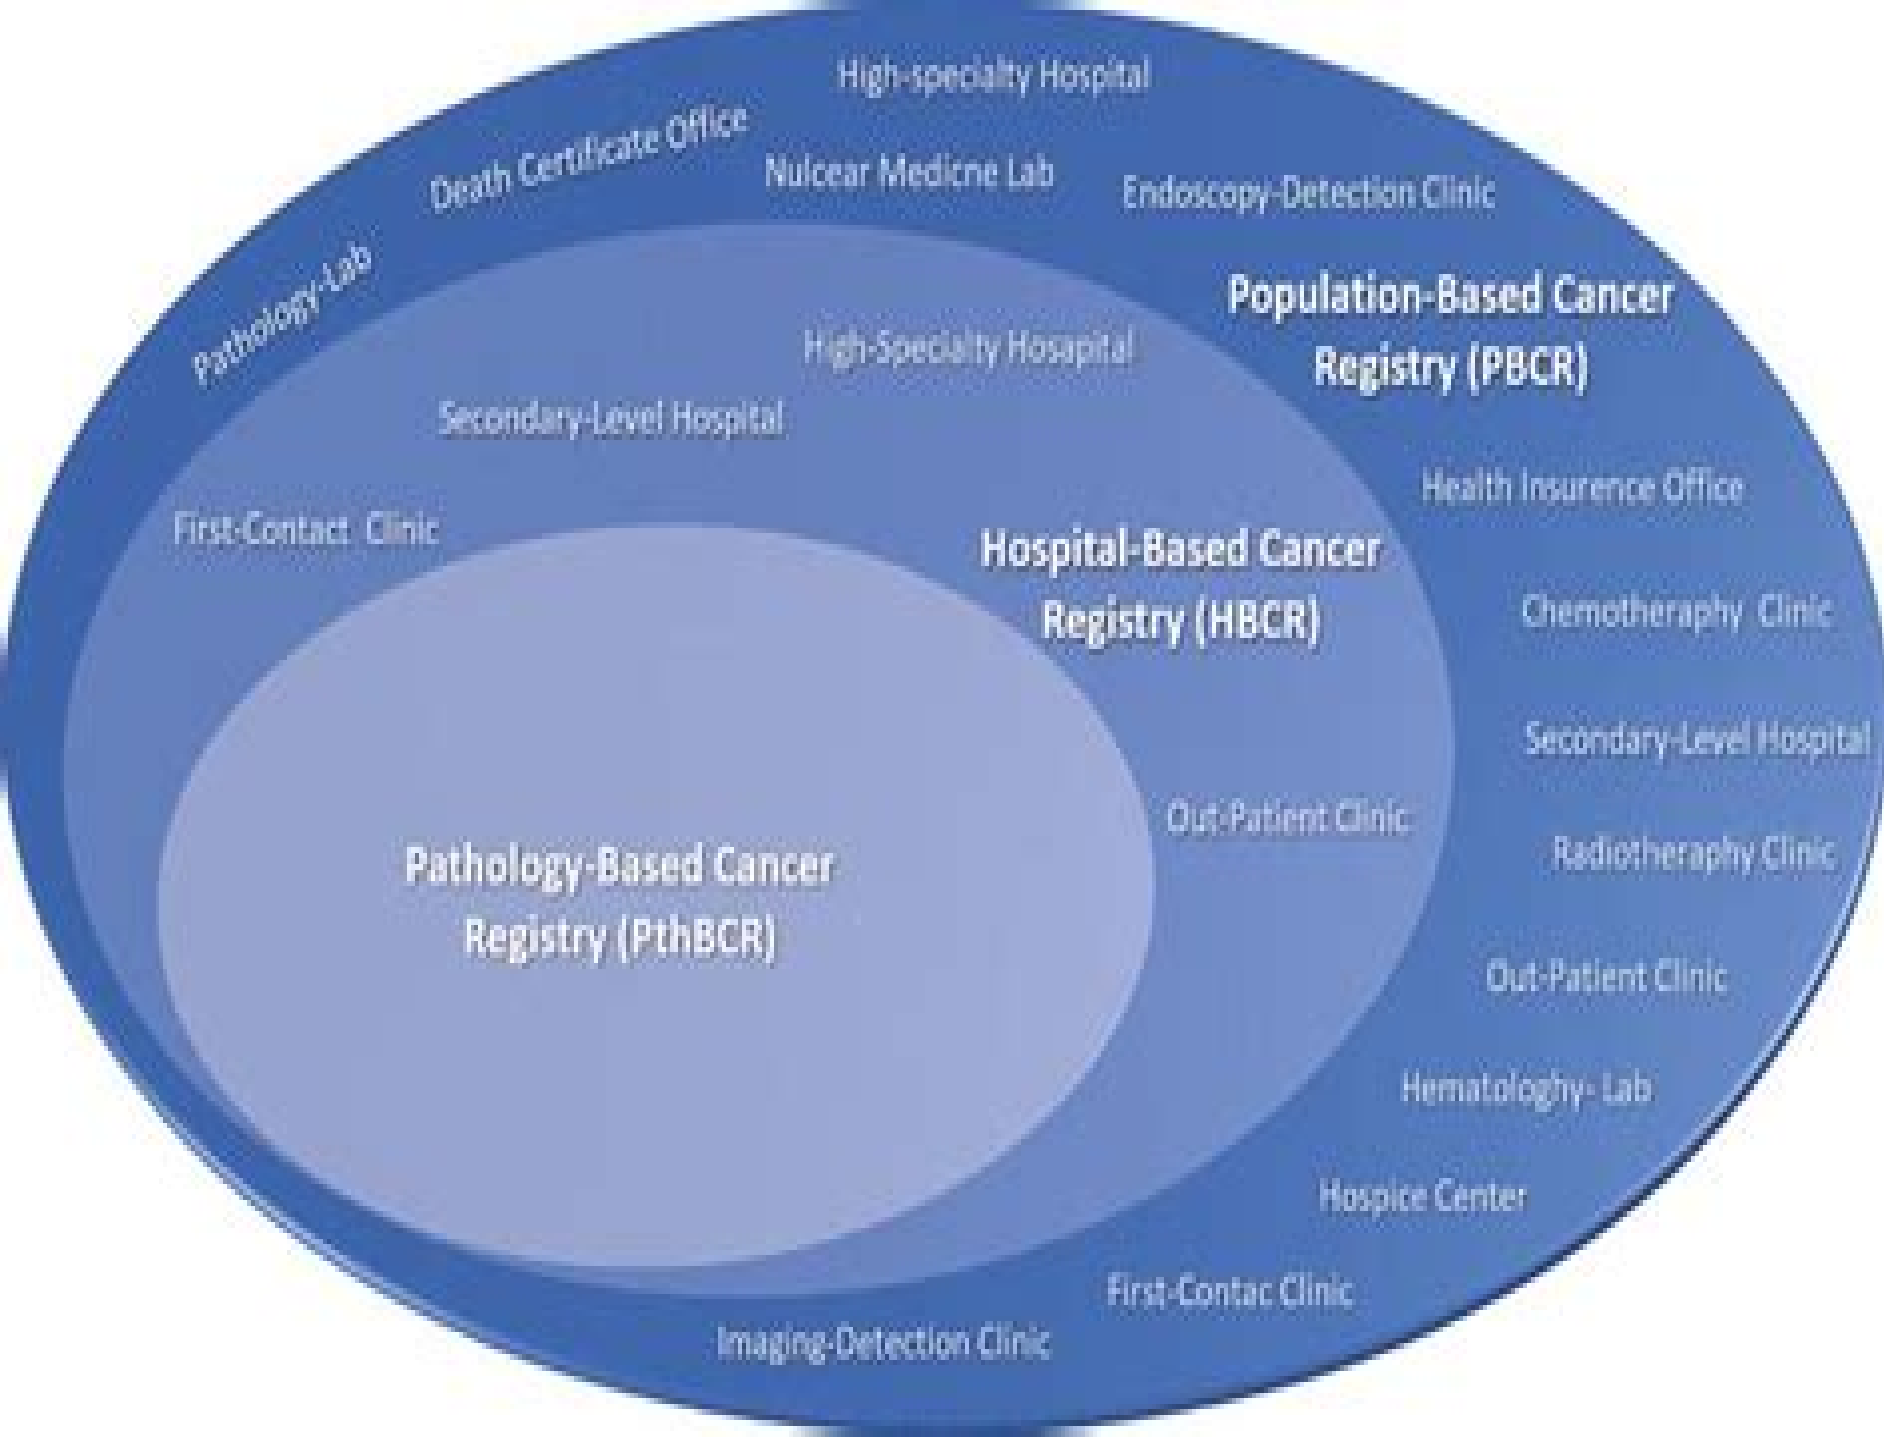 High-specialty Hospital
Death Certificate Office
Nulcear Medicne Lab
Endoscopy-Detection Clinic
Pathology-Lab
Population-Based Cancer
Registry (PBCR)
High-Specialty Hosapital
Secondary-Level Hospital
Health Insurence Office
First-Contact Clinic
Hospital-Based Cancer
Registry (HBCR)
Chemotheraphy Clinic
Secondary-Level Hospital
Out-Patient Clinic
Radiotheraphy Clinic
Pathology-Based Cancer
Registry (PthBCR)
Out-Patient Clinic
Hematologhy- Lab
Hospice Center
First-Contac Clinic
Imaging-Detection Clinic